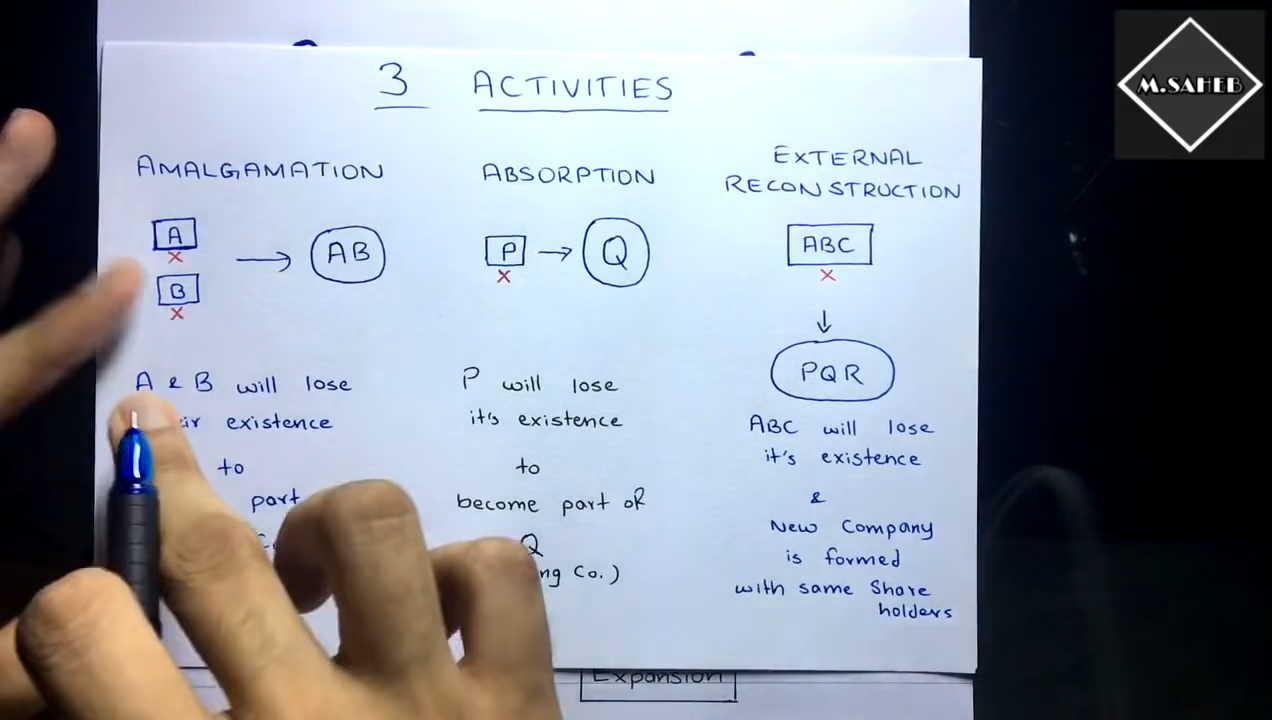 M.SAHEB
3 ACTIVITIES
AMALGAMATION
A
x
B
x
AB
A & B will lose
existence
to
part
ABSORPTION
P
x
Q
P will lose
it's existence
to
become part of
Q
Co.)
EXTERNAL
RECONSTRUCTION
ABC
x
PQR
ABC will lose
it's existence
&
New Company
is formed
with same Share
holders
Expansion